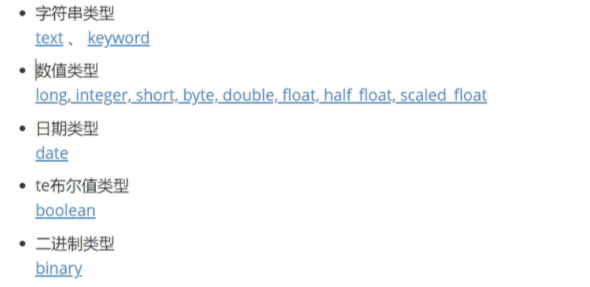 字符串类型
text 、 keyword
数值类型
long, integer, short, byte, double, float, half_float, scaled_float
日期类型
date
te布尔值类型
boolean
二进制类型
binary